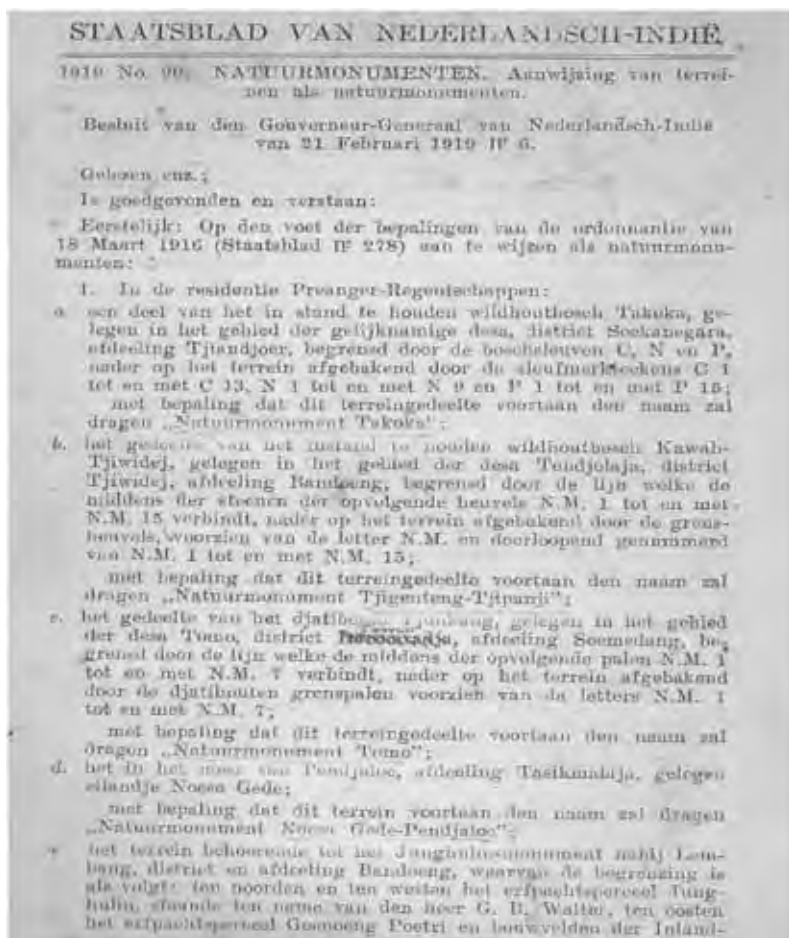 STAATSBLAD VAN NEDERLANDSCH-INDIË.
1919 No. 90. NATUURMONUMENTEN. Aanwijzing van terrei-
nen als natuurmonumenten.
Besluit van den Gouverneur-Generaal van Nederlandsch-Indië
van 21 Februari 1919 Nº 6.
Gelezen enz.;
Is goedgevonden en verstaan:
Eerstelijk: Op den voet der bepalingen van de ordonnantie van
18 Maart 1916 (Staatsblad Nº 278) aan te wijzen als natuurmonu-
menten:
1. In de residentie Preanger-Regentschappen:
a. een deel van het in stand te houden wildhoutbosch Takoka, ge-
legen in het gebied der gelijknamige desa, district Soekanegara,
afdeeling Tjiandjoer, begrensd door de boschsleuven C, N en P,
nader op het terrein afgebakend door de sleufmerkteekens C 1
tot en met C 13, N 1 tot en met N 9 en P 1 tot en met P 15;
met bepaling dat dit terreingedeelte voortaan den naam zal
dragen „Natuurmonument Takoka";
b. het gedeelte van het instand te houden wildhoutbosch Kawah-
Tjiwidej, gelegen in het gebied der desa Tendjolaja, district
Tjiwidej, afdeeling Bandoeng, begrensd door de lijn welke de
middens der steenen der opvolgende heuvels N.M. 1 tot en met
N.M. 15 verbindt, nader op het terrein afgebakend door de grens-
heuvels, voorzien van de letter N.M. en doorloopend genummerd
van N.M. 1 tot en met N.M. 15;
met bepaling dat dit terreingedeelte voortaan den naam zal
dragen „Natuurmonument Tjigenteng-Tjipanji";
c. het gedeelte van het gelegen in het gebied
der desa Tomo, district afdeeling Soemedang, be-
grensd door de lijn welke de middens der opvolgende palen N.M. 1
tot en met N.M. 7 verbindt, nader op het terrein afgebakend
door de djatihouten grenspalen voorzien van de letters N.M. 1
tot en met N.M. 7;
met bepaling dat dit terreingedeelte voortaan den naam zal
dragen „Natuurmonument Tomo";
d. het in het meer van Pendjaloe, afdeeling Tasikmalaja, gelegen
eilandje Noesa Gede;
met bepaling dat dit terrein voortaan den naam zal dragen
„Natuurmonument Noesa Gede-Pendjaloe";
e. het terrein behoorende tot het Junghuhn-monument nabij Lem-
bang, district en afdeeling Bandoeng, waarvan de begrenzing is
als volgt: ten noorden en ten westen het erfpachtsperceel Jung-
huhn, staande ten name van den heer G. B. Walter, ten oosten
het erfpachtsperceel Goenoeng Poetri en bouwvelden der Inland-